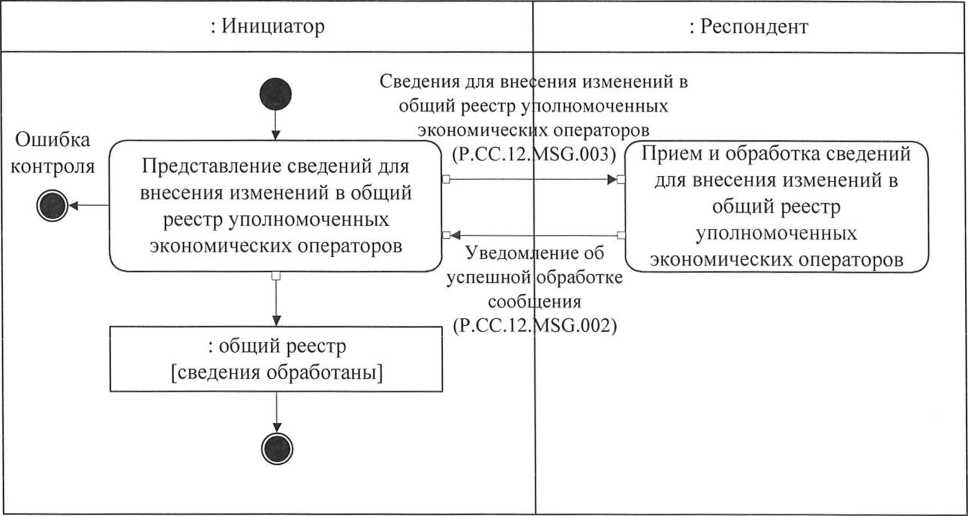 : Инициатор
: Респондент
Сведения для внесения изменений в
общий реестр уполномоченных
экономических операторов
(P.CC.12.MSG.003)
Ошибка
контроля
Представление сведений для
внесения изменений в общий
реестр уполномоченных
экономических операторов
Прием и обработка сведений
для внесения изменений в
общий реестр
уполномоченных
экономических операторов
Уведомление об
успешной обработке
сообщения
(P.CC.12.MSG.002)
: общий реестр
[сведения обработаны]